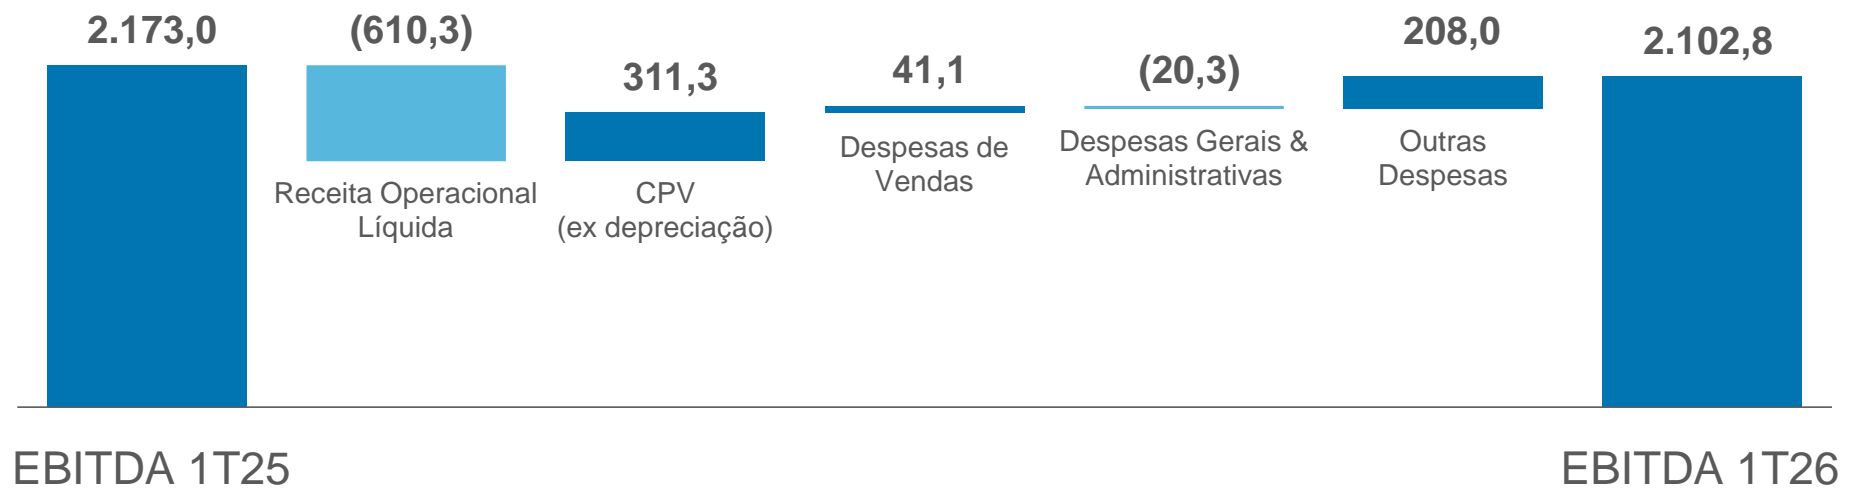 2.173,0
(610,3)
311,3
41,1
(20,3)
208,0
2.102,8
Receita Operacional
Líquida
CPV
(ex depreciação)
Despesas de
Vendas
Despesas Gerais &
Administrativas
Outras
Despesas
EBITDA 1T25
EBITDA 1T26